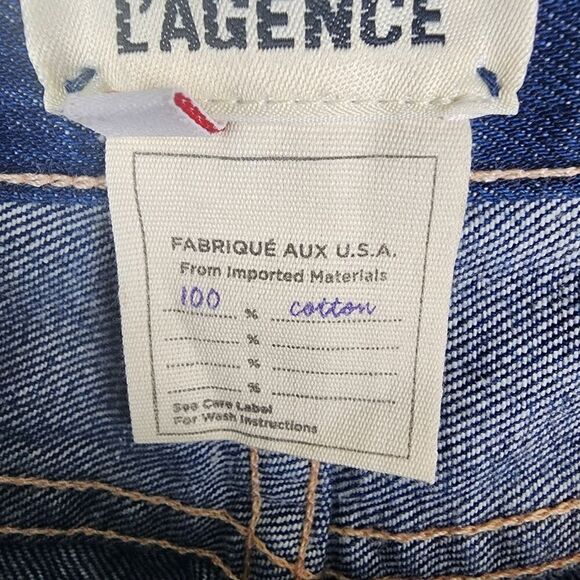 L'AGENCE
FABRIQUÉ AUX U.S.A.
From Imported Materials
100 % cotton
%
%
%
See Care Label
For Wash Instructions